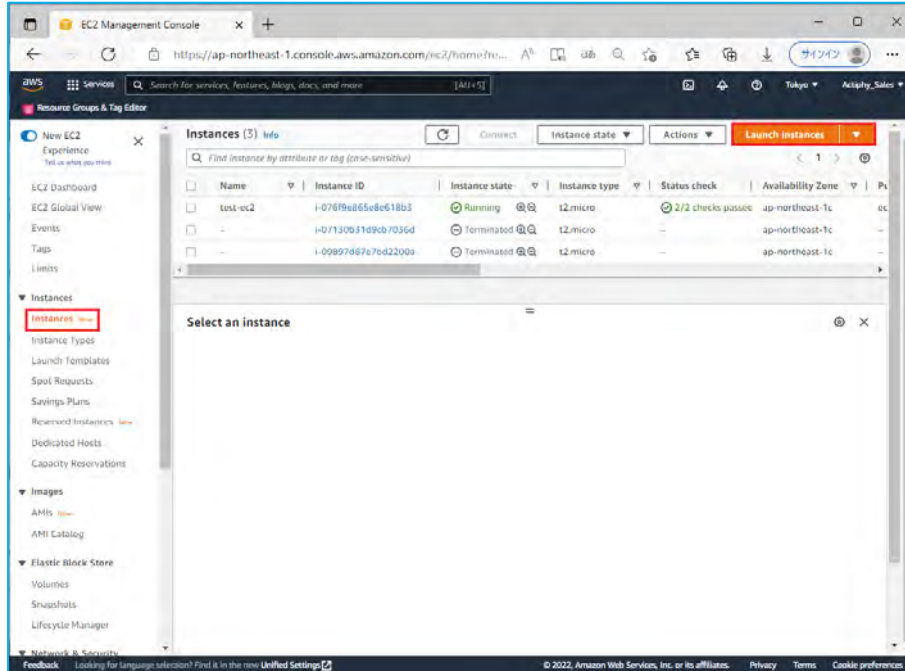 EC2 Management Console
https://ap-northeast-1.console.aws.amazon.com/ec2/home/re...
サインイン
aws Services Search for services, features, blogs, docs, and more [Alt+S] Tokyo Actiphy_Sales
Resource Groups & Tag Editor
New EC2
Experience
Tell us what you think
EC2 Dashboard
EC2 Global View
Events
Tags
Limits
Instances
Instances New
Instance Types
Launch Templates
Spot Requests
Savings Plans
Reserved Instances New
Dedicated Hosts
Capacity Reservations
Images
AMIs New
AMI Catalog
Elastic Block Store
Volumes
Snapshots
Lifecycle Manager
Network & Security
Instances (3) Info Connect Instance state Actions Launch instances
Find instance by attribute or tag (case-sensitive) 1
Name Instance ID Instance state Instance type Status check Availability Zone Pu
test-ec2 i-076f9e865e8e618b3 Running t2.micro 2/2 checks passec ap-northeast-1c ec
– i-07130b31d9cb7036d Terminated t2.micro – ap-northeast-1c –
– Terminated t2.micro – ap-northeast-1c –
Select an instance
Feedback Looking for language selection? Find it in the new Unified Settings © 2022, Amazon Web Services, Inc. or its affiliates. Privacy Terms Cookie preferences